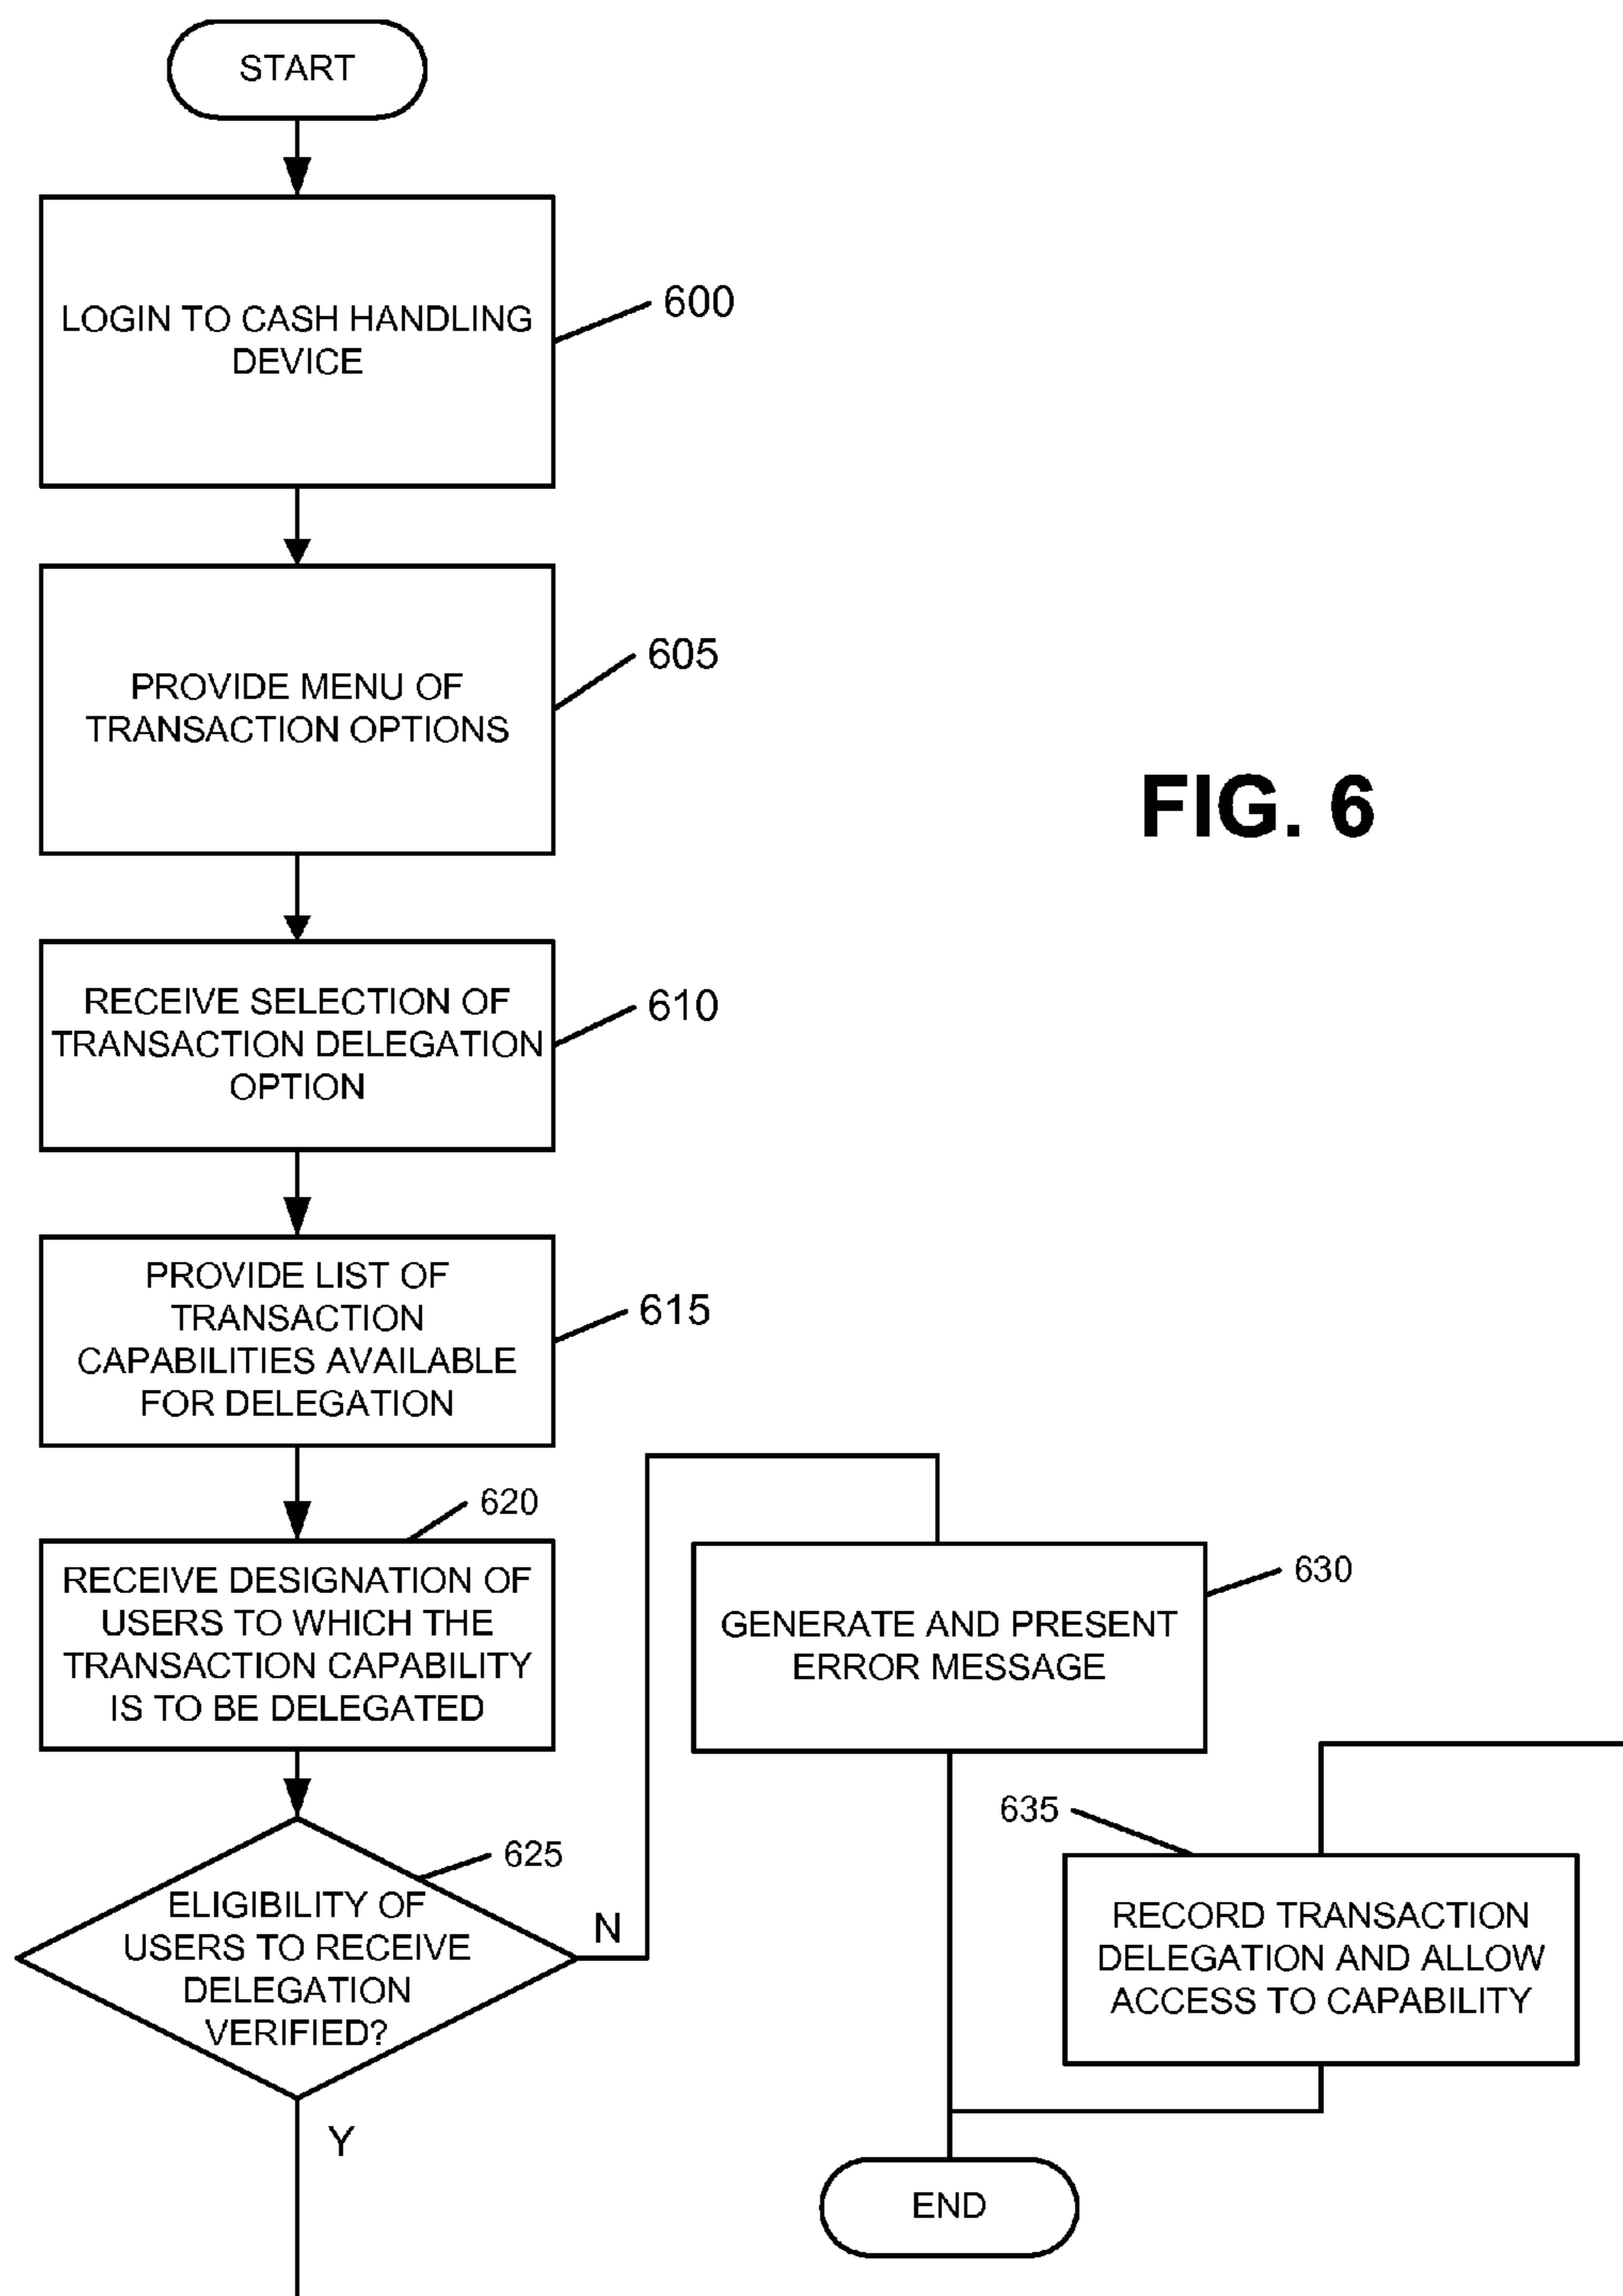 START
LOGIN TO CASH HANDLING
DEVICE
600
PROVIDE MENU OF
TRANSACTION OPTIONS
605
FIG. 6
RECEIVE SELECTION OF
TRANSACTION DELEGATION
OPTION
610
PROVIDE LIST OF
TRANSACTION
CAPABILITIES AVAILABLE
FOR DELEGATION
615
620
RECEIVE DESIGNATION OF
USERS TO WHICH THE
TRANSACTION CAPABILITY
IS TO BE DELEGATED
630
GENERATE AND PRESENT
ERROR MESSAGE
625
ELIGIBILITY OF
USERS TO RECEIVE
DELEGATION
VERIFIED?
N
Y
635
RECORD TRANSACTION
DELEGATION AND ALLOW
ACCESS TO CAPABILITY
END